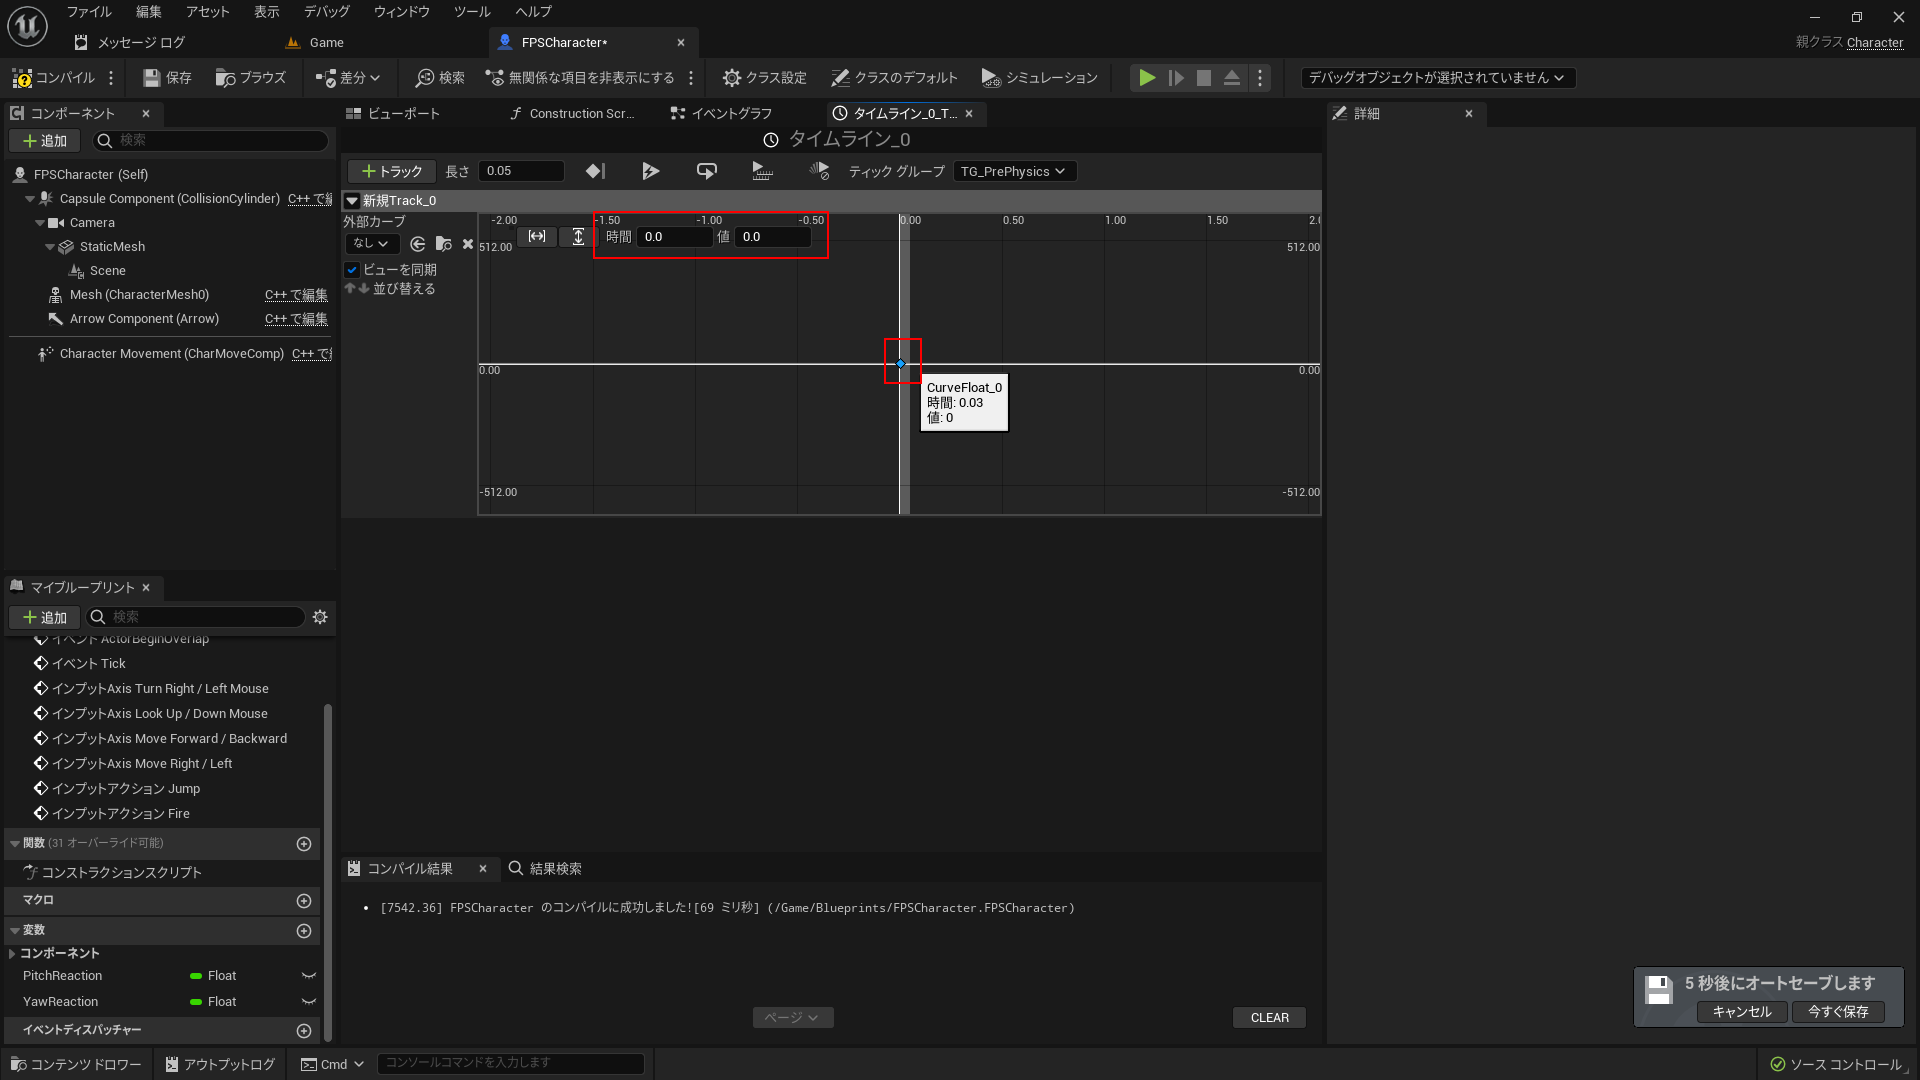 ファイル 編集 アセット 表示 デバッグ ウィンドウ ツール ヘルプ
メッセージ ログ Game FPSCharacter* 親クラス Character
コンパイル 保存 ブラウズ 差分 検索 無関係な項目を非表示にする クラス設定 クラスのデフォルト シミュレーション デバッグオブジェクトが選択されていません
コンポーネント ビューポート Construction Scr... イベントグラフ タイムライン_0_T... 詳細
追加 検索 タイムライン_0
トラック 長さ 0.05 ティック グループ TG_PrePhysics
FPSCharacter (Self)
Capsule Component (CollisionCylinder) C++ で編
Camera
StaticMesh
Scene
Mesh (CharacterMesh0) C++ で編集
Arrow Component (Arrow) C++ で編集
Character Movement (CharMoveComp) C++ で
新規Track_0
外部カーブ
なし
ビューを同期
並び替える
-2.00 -1.50 -1.00 -0.50 0.00 0.50 1.00 1.50 2.
時間 0.0 値 0.0
512.00 512.00
0.00 0.00
-512.00 -512.00
CurveFloat_0
時間: 0.03
値: 0
マイブループリント
追加 検索
イベント ActorBeginOverlap
イベント Tick
インプットAxis Turn Right / Left Mouse
インプットAxis Look Up / Down Mouse
インプットAxis Move Forward / Backward
インプットAxis Move Right / Left
インプットアクション Jump
インプットアクション Fire
関数 (31 オーバーライド可能)
コンストラクションスクリプト
マクロ
変数
コンポーネント
PitchReaction Float
YawReaction Float
イベントディスパッチャー
コンパイル結果 結果検索
• [7542.36] FPSCharacter のコンパイルに成功しました![69 ミリ秒] (/Game/Blueprints/FPSCharacter.FPSCharacter)
ページ CLEAR
5 秒後にオートセーブします
キャンセル 今すぐ保存
コンテンツ ドロワー アウトプットログ Cmd コンソールコマンドを入力します ソース コントロール